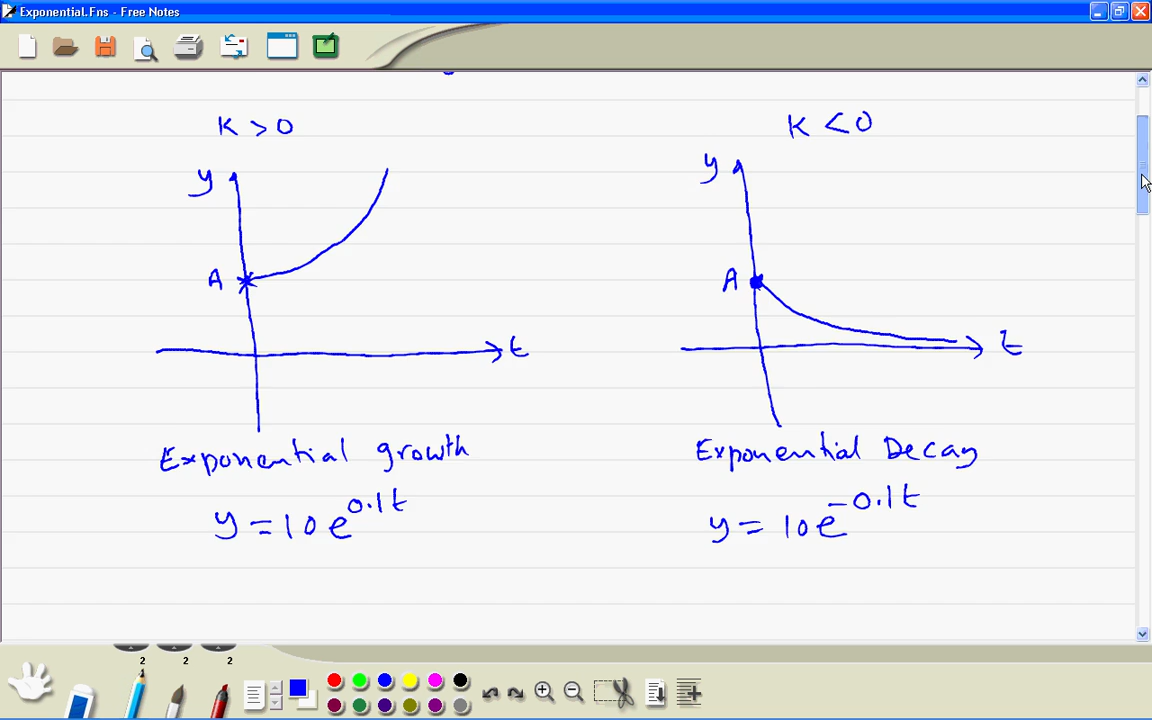 Exponential.Fns - Free Notes
K > 0
K < 0
y
y
A
A
t
t
Exponential growth
Exponential Decay
y = 10e^0.1t
y = 10e^-0.1t
2 2 2